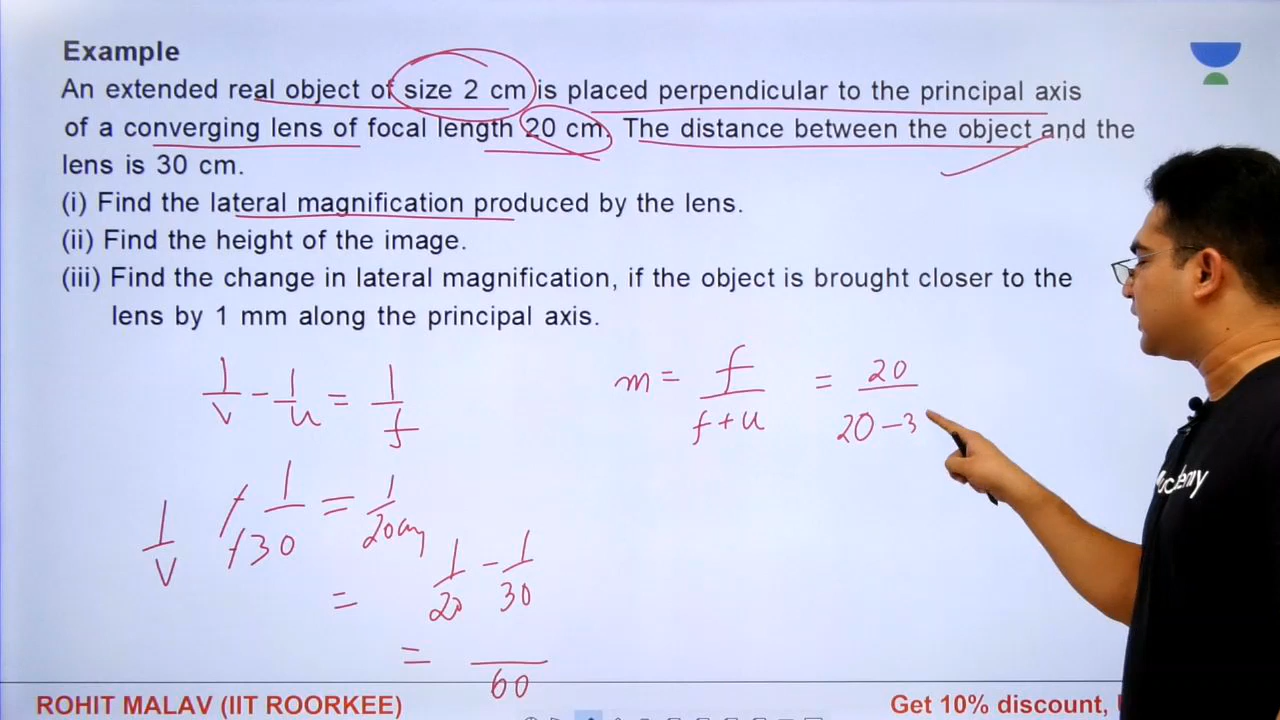 Example
An extended real object of size 2 cm is placed perpendicular to the principal axis
of a converging lens of focal length 20 cm. The distance between the object and the
lens is 30 cm.
(i) Find the lateral magnification produced by the lens.
(ii) Find the height of the image.
(iii) Find the change in lateral magnification, if the object is brought closer to the
lens by 1 mm along the principal axis.
1/v - 1/u = 1/f
m = f/(f+u) = 20/(20-3
1/v + 1/+30 = 1/20cm
= 1/20 - 1/30
= /60
ROHIT MALAV (IIT ROORKEE)
Get 10% discount,